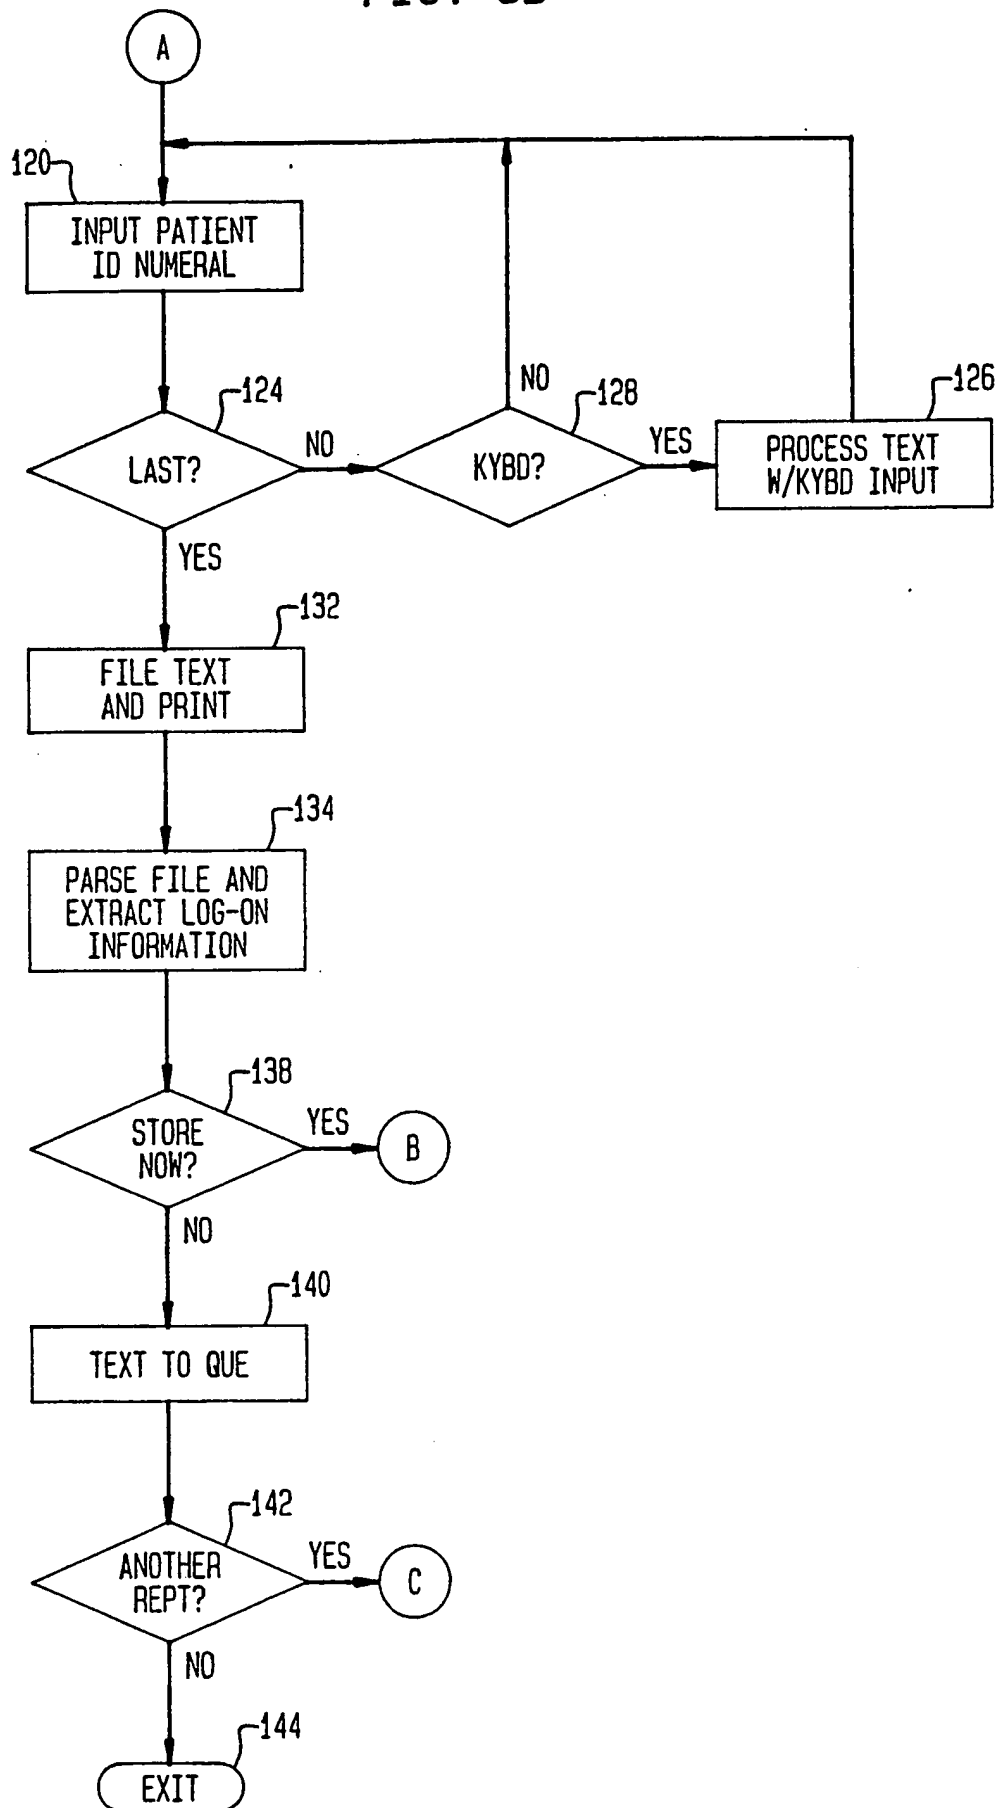 A
120
INPUT PATIENT
ID NUMERAL
124
LAST?
NO
128
KYBD?
NO
YES
126
PROCESS TEXT
W/KYBD INPUT
YES
132
FILE TEXT
AND PRINT
134
PARSE FILE AND
EXTRACT LOG-ON
INFORMATION
138
STORE
NOW?
YES
B
NO
140
TEXT TO QUE
142
ANOTHER
REPT?
YES
C
NO
144
EXIT